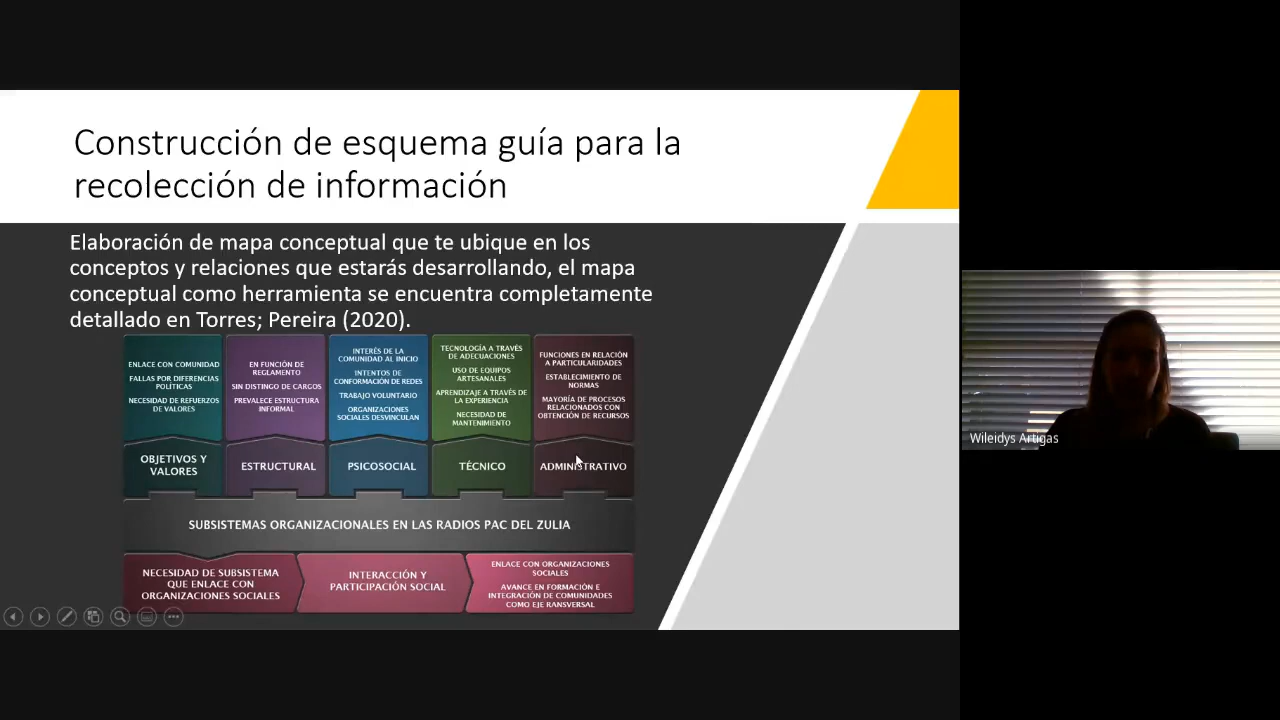 Construcción de esquema guía para la
recolección de información
Elaboración de mapa conceptual que te ubique en los
conceptos y relaciones que estarás desarrollando, el mapa
conceptual como herramienta se encuentra completamente
detallado en Torres; Pereira (2020).
ENLACE CON COMUNIDAD
FALLAS POR DIFERENCIAS
POLÍTICAS
NECESIDAD DE REFUERZOS
DE VALORES
EN FUNCIÓN DE
REGLAMENTO
SIN DISTINGO DE CARGOS
PREVALECE ESTRUCTURA
INFORMAL
INTERÉS DE LA
COMUNIDAD AL INICIO
INTENTOS DE
CONFORMACIÓN DE REDES
TRABAJO VOLUNTARIO
ORGANIZACIONES
SOCIALES DESVINCULAN
TECNOLOGÍA A TRAVÉS
DE ADECUACIONES
USO DE EQUIPOS
ARTESANALES
APRENDIZAJE A TRAVÉS DE
LA EXPERIENCIA
NECESIDAD DE
MANTENIMIENTO
FUNCIONES EN RELACIÓN
A PARTICULARIDADES
ESTABLECIMIENTO DE
NORMAS
MAYORÍA DE PROCESOS
RELACIONADOS CON
OBTENCIÓN DE RECURSOS
OBJETIVOS Y
VALORES
ESTRUCTURAL
PSICOSOCIAL
TÉCNICO
ADMINISTRATIVO
SUBSISTEMAS ORGANIZACIONALES EN LAS RADIOS PAC DEL ZULIA
NECESIDAD DE SUBSISTEMA
QUE ENLACE CON
ORGANIZACIONES SOCIALES
INTERACCIÓN Y
PARTICIPACIÓN SOCIAL
ENLACE CON ORGANIZACIONES
SOCIALES
AVANCE EN FORMACIÓN E
INTEGRACIÓN DE COMUNIDADES
COMO EJE RANSVERSAL
Wileidys Artigas